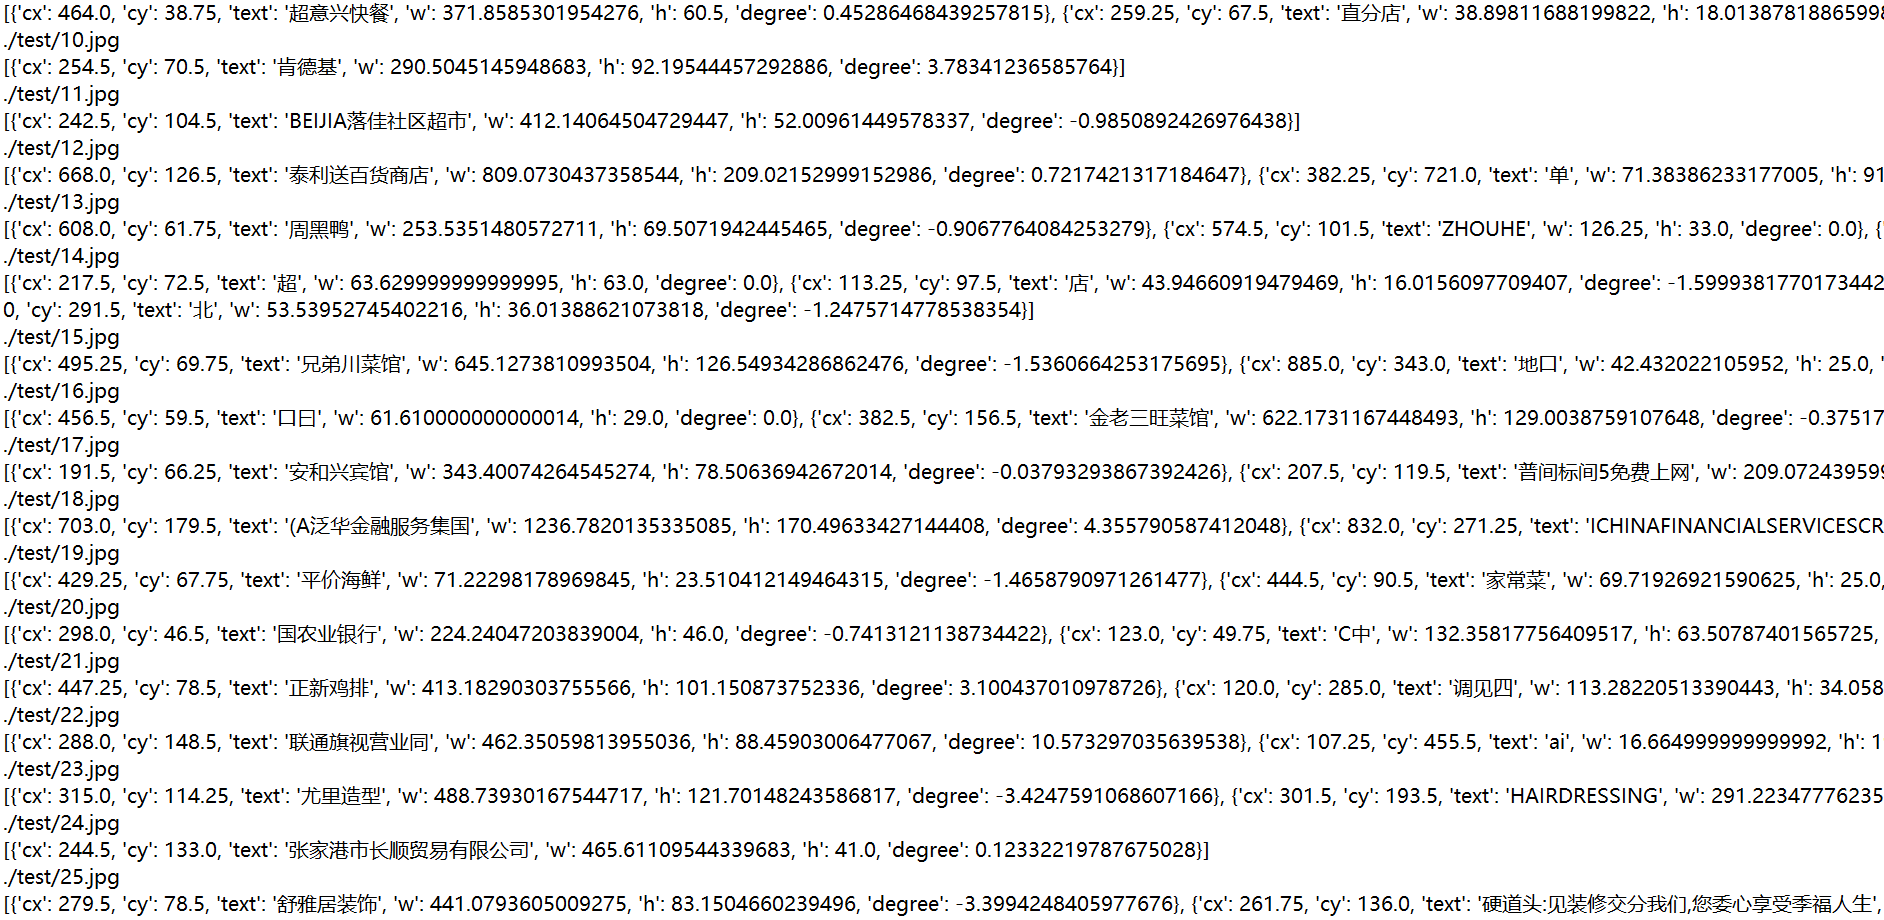 [{'cx': 464.0, 'cy': 38.75, 'text': '超意兴快餐', 'w': 371.8585301954276, 'h': 60.5, 'degree': 0.45286468439257815}, {'cx': 259.25, 'cy': 67.5, 'text': '直分店', 'w': 38.89811688199822, 'h': 18.01387818865998
./test/10.jpg
[{'cx': 254.5, 'cy': 70.5, 'text': '肯德基', 'w': 290.5045145948683, 'h': 92.19544457292886, 'degree': 3.78341236585764}]
./test/11.jpg
[{'cx': 242.5, 'cy': 104.5, 'text': 'BEIJIA落佳社区超市', 'w': 412.14064504729447, 'h': 52.00961449578337, 'degree': -0.9850892426976438}]
./test/12.jpg
[{'cx': 668.0, 'cy': 126.5, 'text': '泰利送百货商店', 'w': 809.0730437358544, 'h': 209.02152999152986, 'degree': 0.7217421317184647}, {'cx': 382.25, 'cy': 721.0, 'text': '单', 'w': 71.38386233177005, 'h': 91
./test/13.jpg
[{'cx': 608.0, 'cy': 61.75, 'text': '周黑鸭', 'w': 253.5351480572711, 'h': 69.5071942445465, 'degree': -0.9067764084253279}, {'cx': 574.5, 'cy': 101.5, 'text': 'ZHOUHE', 'w': 126.25, 'h': 33.0, 'degree': 0.0}, {'
./test/14.jpg
[{'cx': 217.5, 'cy': 72.5, 'text': '超', 'w': 63.629999999999995, 'h': 63.0, 'degree': 0.0}, {'cx': 113.25, 'cy': 97.5, 'text': '店', 'w': 43.94660919479469, 'h': 16.0156097709407, 'degree': -1.5999381770173442
0, 'cy': 291.5, 'text': '北', 'w': 53.53952745402216, 'h': 36.01388621073818, 'degree': -1.2475714778538354}]
./test/15.jpg
[{'cx': 495.25, 'cy': 69.75, 'text': '兄弟川菜馆', 'w': 645.1273810993504, 'h': 126.54934286862476, 'degree': -1.5360664253175695}, {'cx': 885.0, 'cy': 343.0, 'text': '地口', 'w': 42.432022105952, 'h': 25.0, '
./test/16.jpg
[{'cx': 456.5, 'cy': 59.5, 'text': '口曰', 'w': 61.610000000000014, 'h': 29.0, 'degree': 0.0}, {'cx': 382.5, 'cy': 156.5, 'text': '金老三旺菜馆', 'w': 622.1731167448493, 'h': 129.0038759107648, 'degree': -0.37517
./test/17.jpg
[{'cx': 191.5, 'cy': 66.25, 'text': '安和兴宾馆', 'w': 343.40074264545274, 'h': 78.50636942672014, 'degree': -0.03793293867392426}, {'cx': 207.5, 'cy': 119.5, 'text': '普间标间5免费上网', 'w': 209.072439599
./test/18.jpg
[{'cx': 703.0, 'cy': 179.5, 'text': '(A泛华金融服务集国', 'w': 1236.7820135335085, 'h': 170.49633427144408, 'degree': 4.355790587412048}, {'cx': 832.0, 'cy': 271.25, 'text': 'ICHINAFINANCIALSERVICESCR
./test/19.jpg
[{'cx': 429.25, 'cy': 67.75, 'text': '平价海鲜', 'w': 71.22298178969845, 'h': 23.510412149464315, 'degree': -1.4658790971261477}, {'cx': 444.5, 'cy': 90.5, 'text': '家常菜', 'w': 69.71926921590625, 'h': 25.0,
./test/20.jpg
[{'cx': 298.0, 'cy': 46.5, 'text': '国农业银行', 'w': 224.24047203839004, 'h': 46.0, 'degree': -0.7413121138734422}, {'cx': 123.0, 'cy': 49.75, 'text': 'C中', 'w': 132.35817756409517, 'h': 63.50787401565725,
./test/21.jpg
[{'cx': 447.25, 'cy': 78.5, 'text': '正新鸡排', 'w': 413.18290303755566, 'h': 101.150873752336, 'degree': 3.100437010978726}, {'cx': 120.0, 'cy': 285.0, 'text': '调见四', 'w': 113.28220513390443, 'h': 34.058
./test/22.jpg
[{'cx': 288.0, 'cy': 148.5, 'text': '联通旗视营业同', 'w': 462.35059813955036, 'h': 88.45903006477067, 'degree': 10.573297035639538}, {'cx': 107.25, 'cy': 455.5, 'text': 'ai', 'w': 16.664999999999992, 'h': 1
./test/23.jpg
[{'cx': 315.0, 'cy': 114.25, 'text': '尤里造型', 'w': 488.73930167544717, 'h': 121.70148243586817, 'degree': -3.4247591068607166}, {'cx': 301.5, 'cy': 193.5, 'text': 'HAIRDRESSING', 'w': 291.22347776235
./test/24.jpg
[{'cx': 244.5, 'cy': 133.0, 'text': '张家港市长顺贸易有限公司', 'w': 465.61109544339683, 'h': 41.0, 'degree': 0.12332219787675028}]
./test/25.jpg
[{'cx': 279.5, 'cy': 78.5, 'text': '舒雅居装饰', 'w': 441.0793605009275, 'h': 83.1504660239496, 'degree': -3.3994248405977676}, {'cx': 261.75, 'cy': 136.0, 'text': '硬道头:见装修交分我们,您委心享受季福人生',